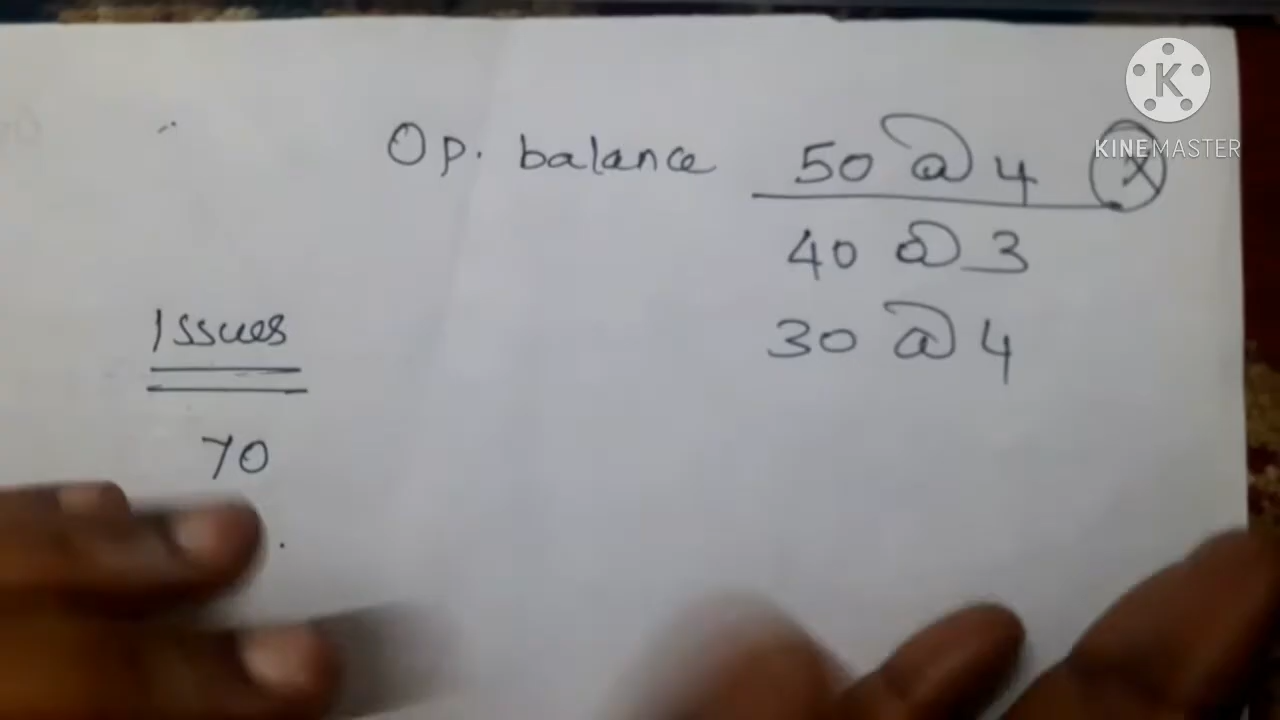 KINEMASTER
Op. balance 50 @ 4 X
40 @ 3
30 @ 4
Issues
70